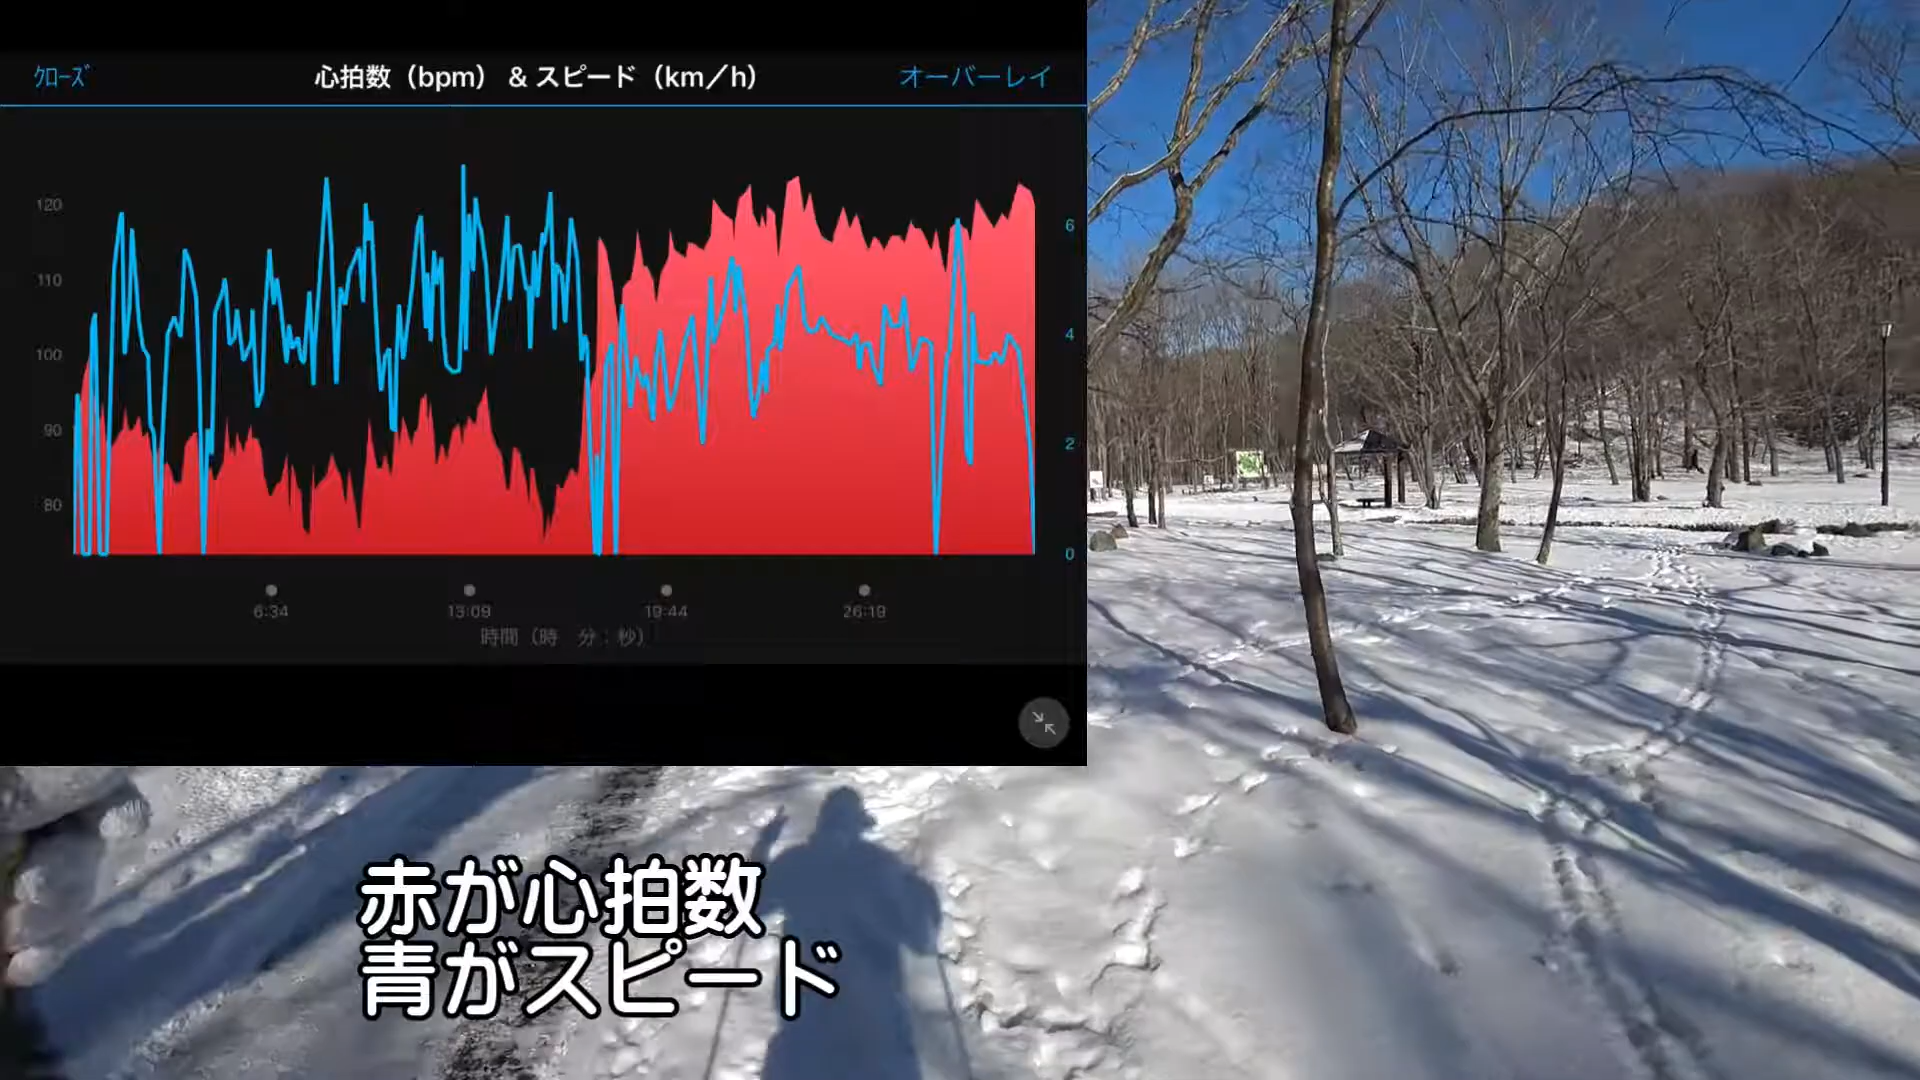 ｸﾛｰｽﾞ 心拍数（bpm） & スピード（km／h） オーバーレイ
120
110
100
90
80
6
4
2
0
6:34 13:09 19:44 26:19
時間（時 分：秒）
赤が心拍数
青がスピード